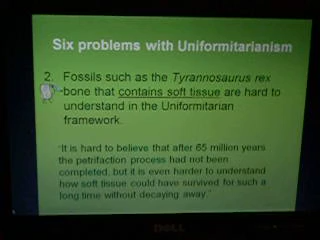 Six problems with Uniformitarianism
2. Fossils such as the Tyrannosaurus rex
bone that contains soft tissue are hard to
understand in the Uniformitarian
framework.
"It is hard to believe that after 65 million years
the petrifaction process had not been
completed, but it is even harder to understand
how soft tissue could have survived for such a
long time without decaying away."
DELL